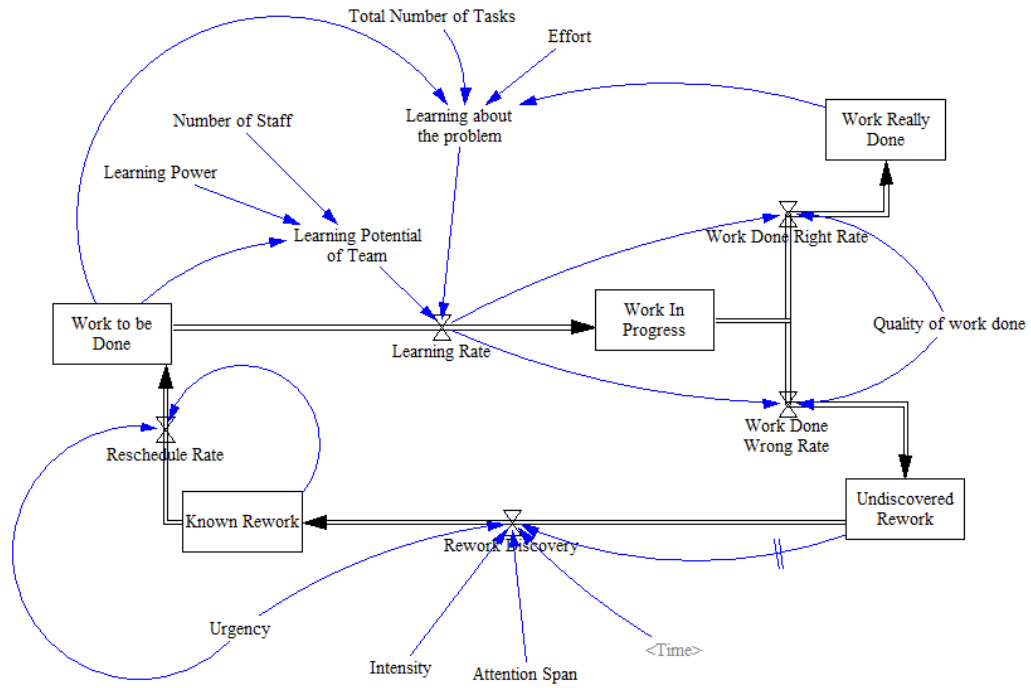 Total Number of Tasks
Effort
Learning about
the problem
Number of Staff
Work Really
Done
Learning Power
Learning Potential
of Team
Work Done Right Rate
Work to be
Done
Work In
Progress
Quality of work done
Learning Rate
Reschedule Rate
Work Done
Wrong Rate
Known Rework
Undiscovered
Rework
Rework Discovery
Urgency
Intensity
Attention Span
<Time>